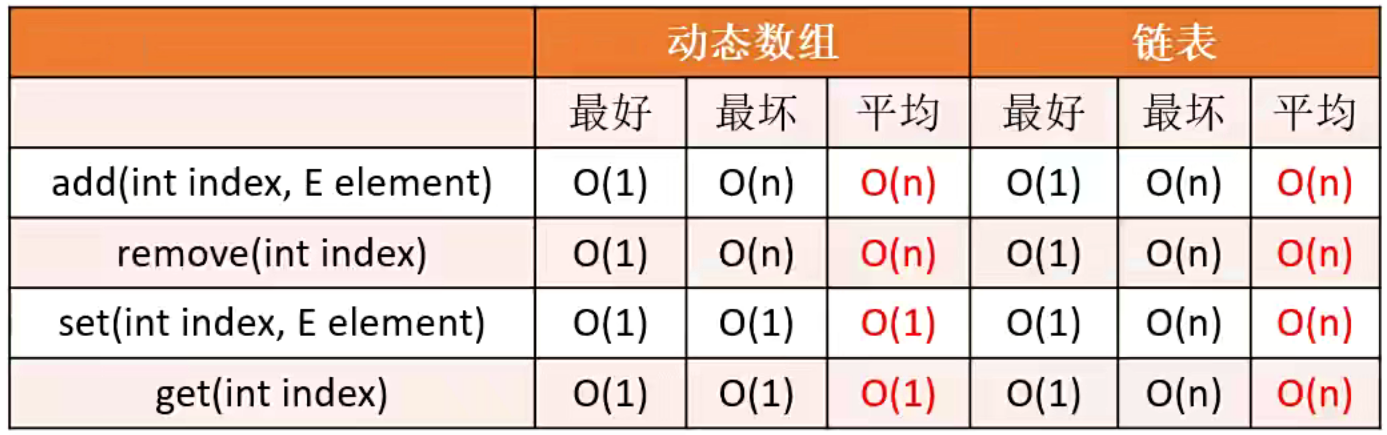 动态数组 链表
最好 最坏 平均 最好 最坏 平均
add(int index, E element) O(1) O(n) O(n) O(1) O(n) O(n)
remove(int index) O(1) O(n) O(n) O(1) O(n) O(n)
set(int index, E element) O(1) O(1) O(1) O(1) O(n) O(n)
get(int index) O(1) O(1) O(1) O(1) O(n) O(n)